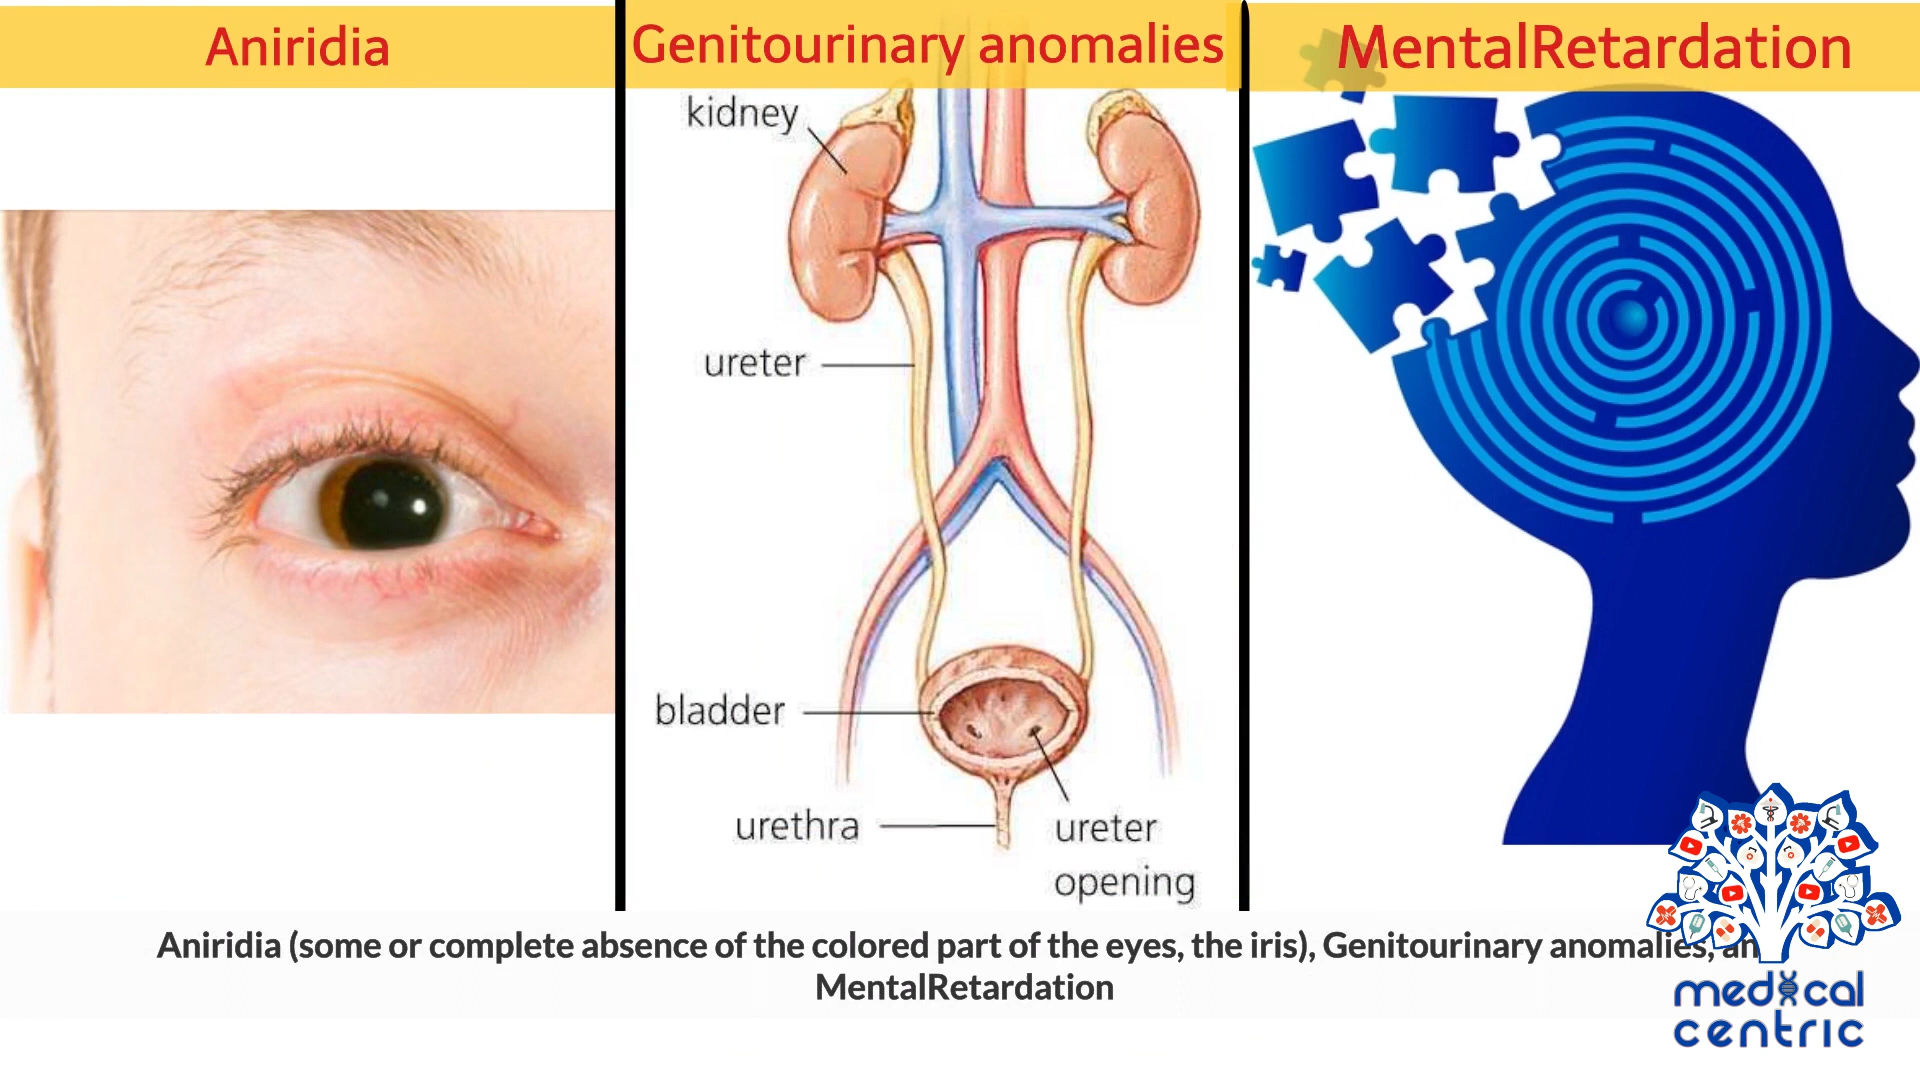 Aniridia
Genitourinary anomalies
MentalRetardation
kidney
ureter
bladder
urethra
ureter
opening
Aniridia (some or complete absence of the colored part of the eyes, the iris), Genitourinary anomalies, an
MentalRetardation
medical
centric